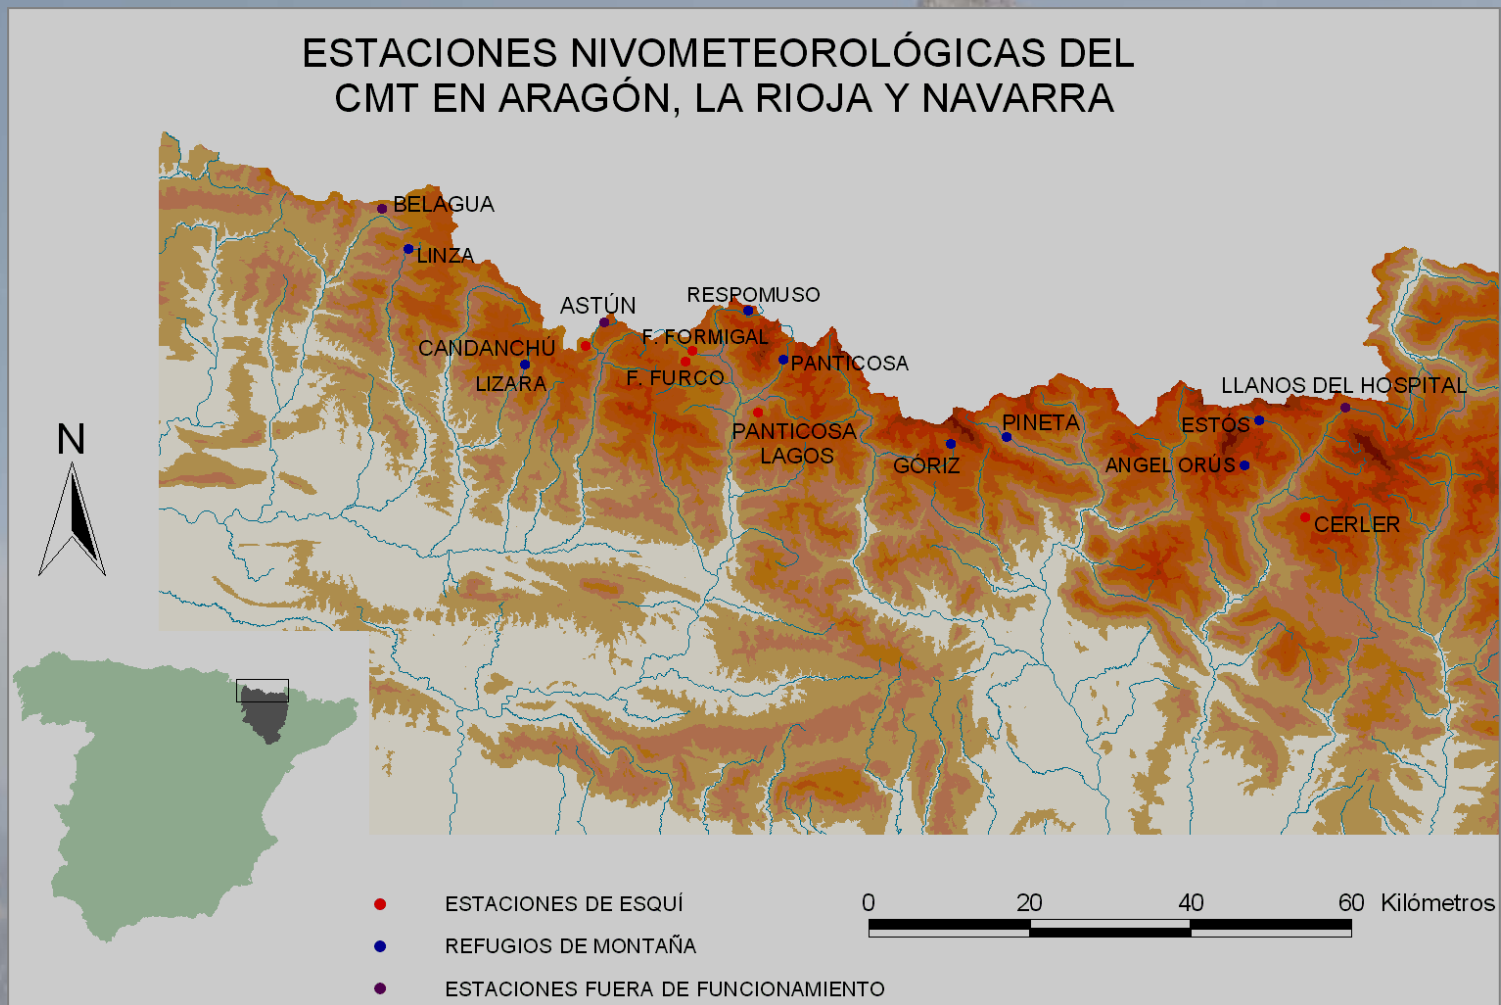 ESTACIONES NIVOMETEOROLÓGICAS DEL
CMT EN ARAGÓN, LA RIOJA Y NAVARRA
BELAGUA
LINZA
ASTÚN
RESPOMUSO
F. FORMIGAL
CANDANCHÚ
PANTICOSA
LIZARA
F. FURCO
LLANOS DEL HOSPITAL
PINETA
ESTÓS
PANTICOSA
LAGOS
GÓRIZ
ANGEL ORÚS
CERLER
N
ESTACIONES DE ESQUÍ
REFUGIOS DE MONTAÑA
ESTACIONES FUERA DE FUNCIONAMIENTO
0 20 40 60 Kilómetros